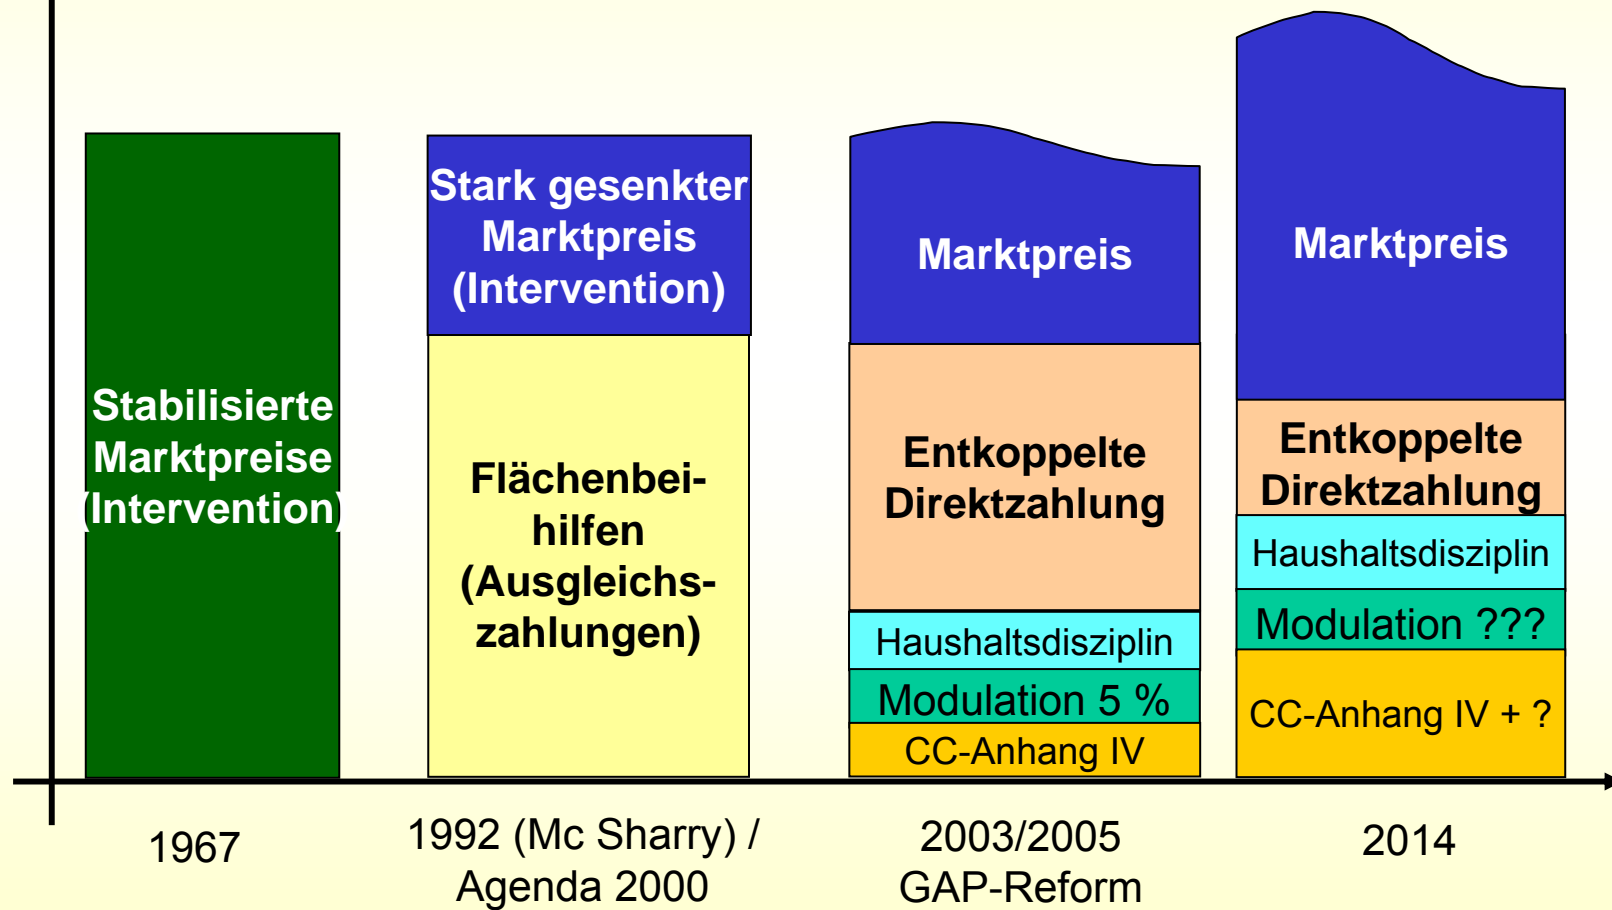 Stabilisierte
Marktpreise
(Intervention)
Stark gesenkter
Marktpreis
(Intervention)
Flächenbei-
hilfen
(Ausgleichs-
zahlungen)
Marktpreis
Entkoppelte
Direktzahlung
Haushaltsdisziplin
Modulation 5 %
CC-Anhang IV
Marktpreis
Entkoppelte
Direktzahlung
Haushaltsdisziplin
Modulation ???
CC-Anhang IV + ?
1967
1992 (Mc Sharry) /
Agenda 2000
2003/2005
GAP-Reform
2014